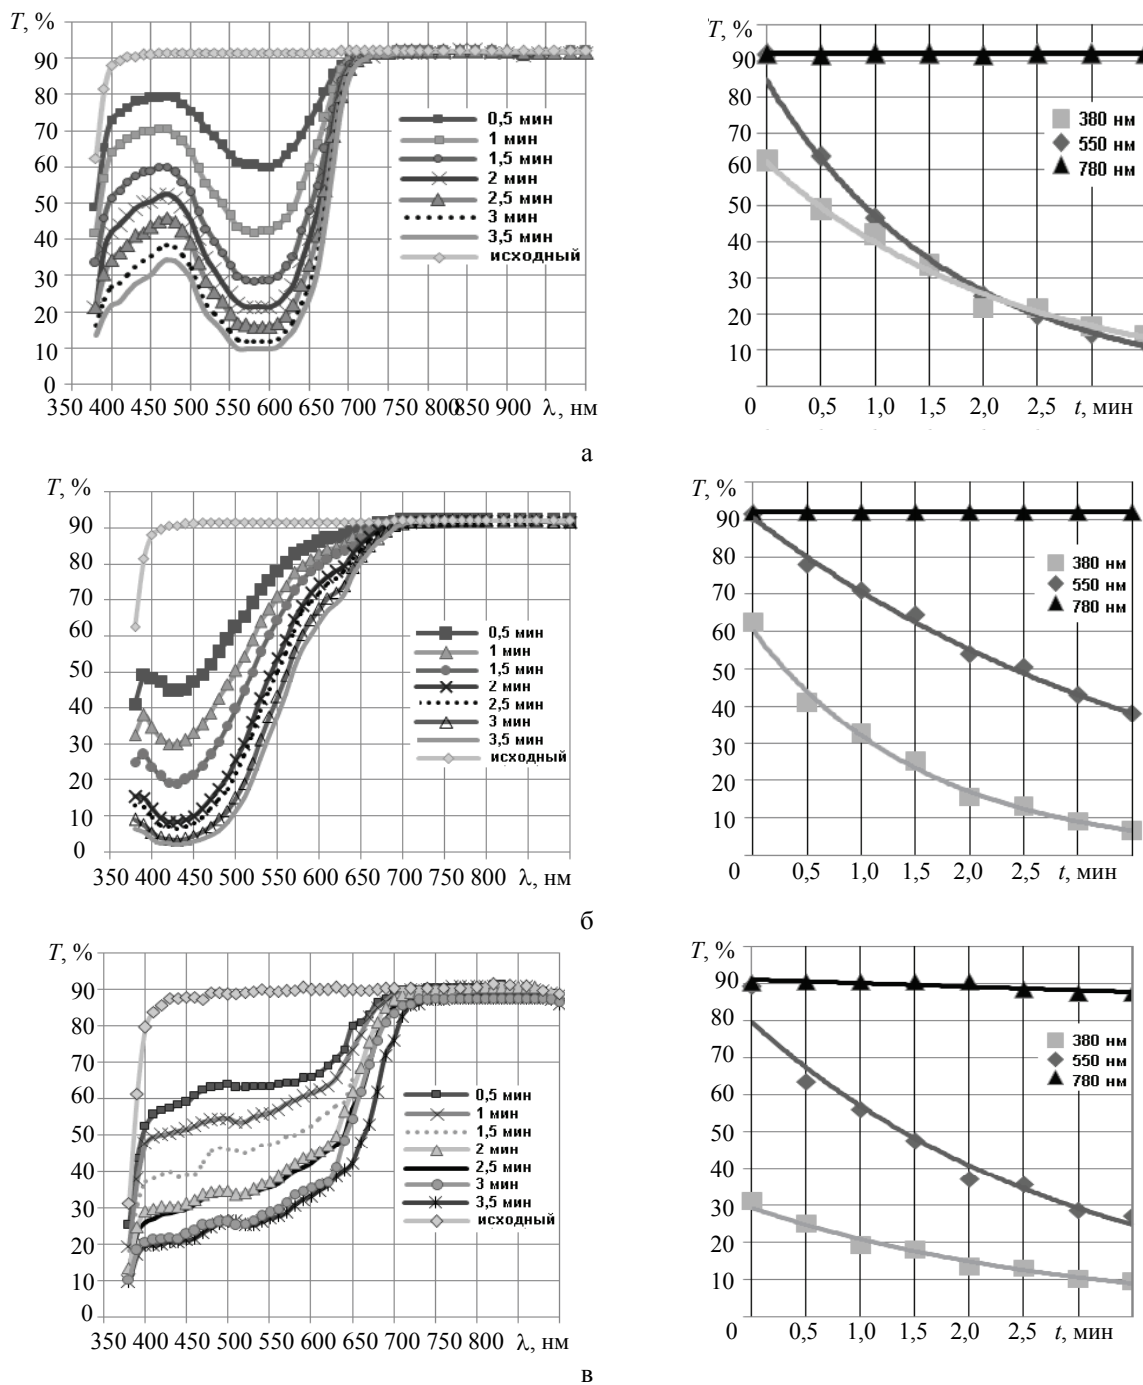 T, %
90
80
70
60
50
40
30
20
10
0
350 400 450 500 550 600 650 700 750 800 850 900 λ, нм
0,5 мин
1 мин
1,5 мин
2 мин
2,5 мин
3 мин
3,5 мин
исходный
T, %
90
80
70
60
50
40
30
20
10
0 0,5 1,0 1,5 2,0 2,5 t, мин
380 нм
550 нм
780 нм
а
T, %
90
80
70
60
50
40
30
20
10
0
350 400 450 500 550 600 650 700 750 800 λ, нм
0,5 мин
1 мин
1,5 мин
2 мин
2,5 мин
3 мин
3,5 мин
исходный
T, %
90
80
70
60
50
40
30
20
10
0 0,5 1,0 1,5 2,0 2,5 t, мин
380 нм
550 нм
780 нм
б
T, %
90
80
70
60
50
40
30
20
10
0
350 400 450 500 550 600 650 700 750 800 λ, нм
0,5 мин
1 мин
1,5 мин
2 мин
2,5 мин
3 мин
3,5 мин
исходный
T, %
90
80
70
60
50
40
30
20
10
0 0,5 1,0 1,5 2,0 2,5 t, мин
380 нм
550 нм
780 нм
в